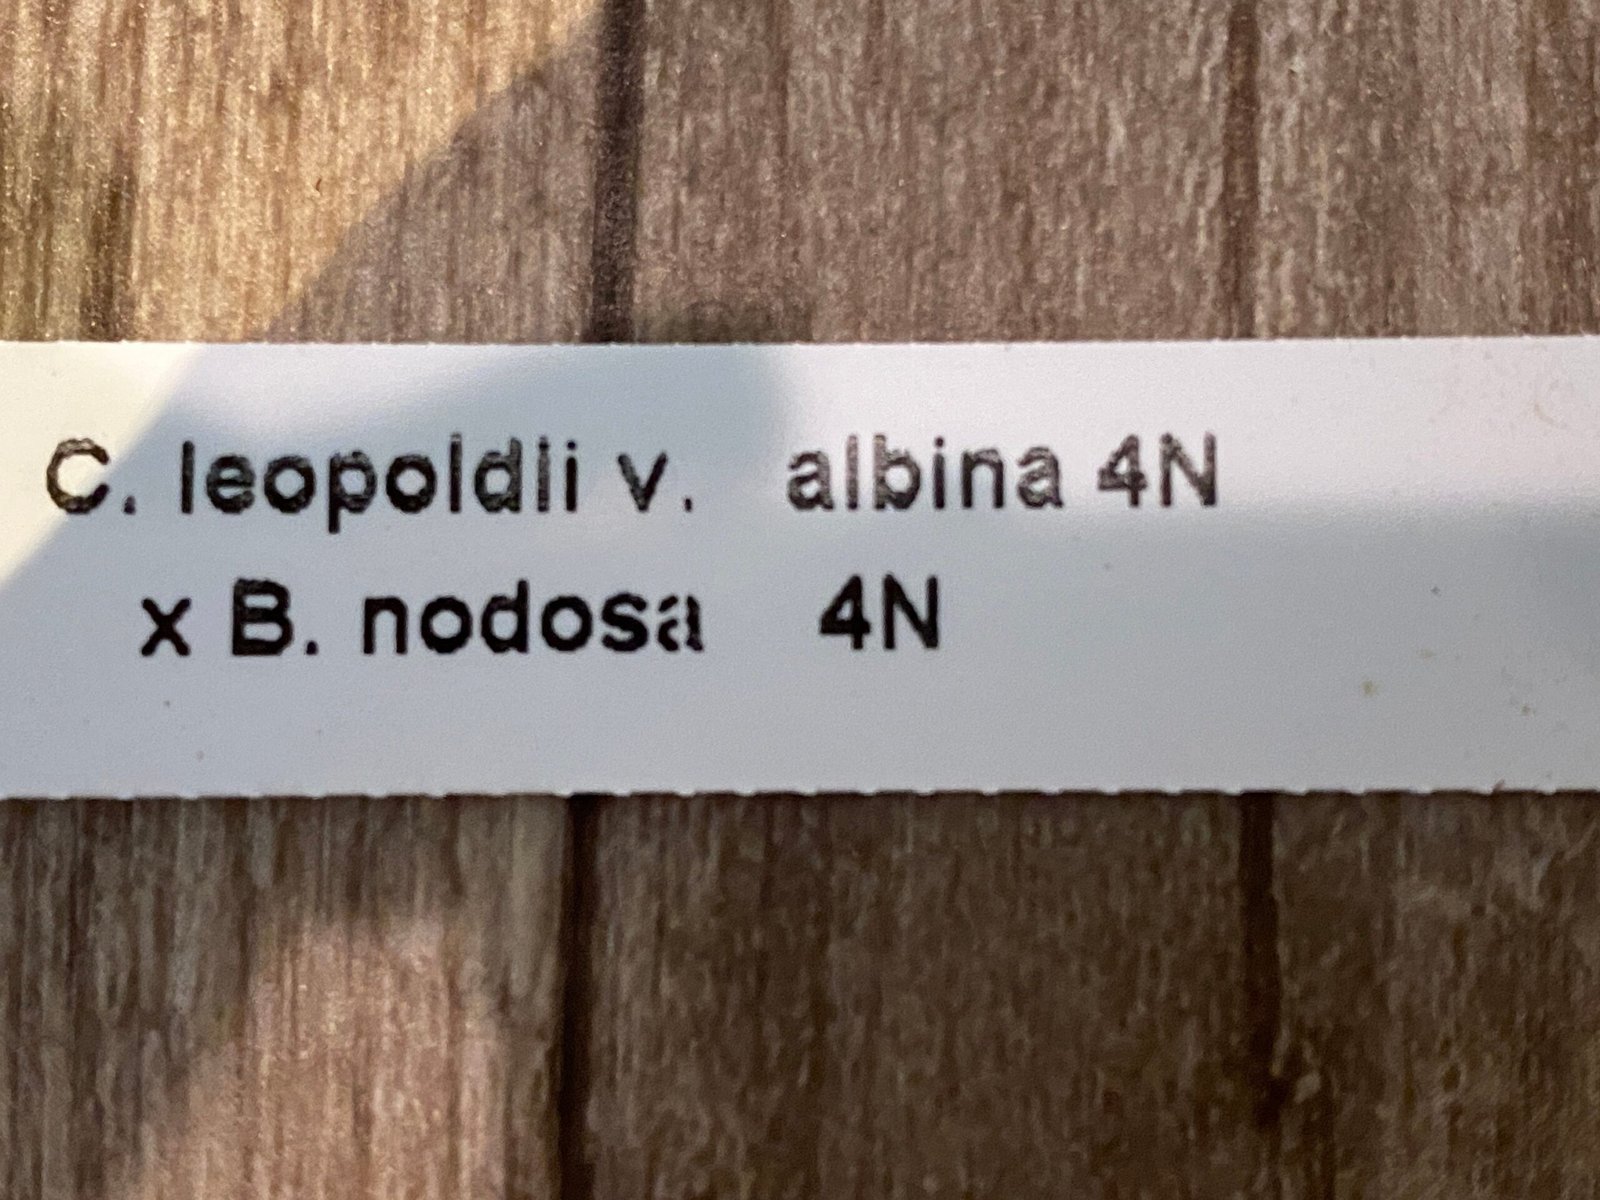 C. leopoldii v. albina 4N
x B. nodosa 4N